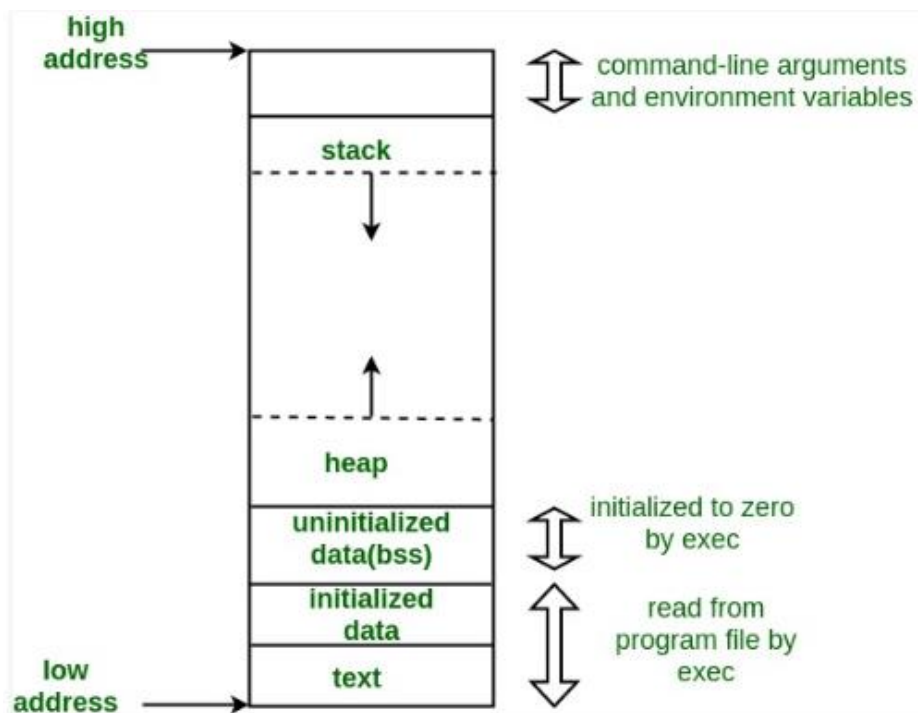 high
address
command-line arguments
and environment variables
stack
heap
uninitialized
data(bss)
initialized to zero
by exec
initialized
data
read from
program file by
exec
text
low
address